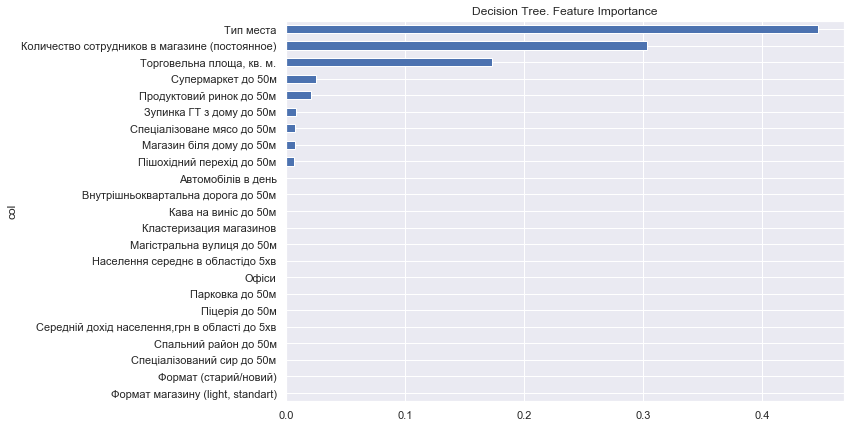 Decision Tree. Feature Importance
Тип места
Количество сотрудников в магазине (постоянное)
Торговельна площа, кв. м.
Супермаркет до 50м
Продуктовий ринок до 50м
Зупинка ГТ з дому до 50м
Спеціалізоване мясо до 50м
Магазин біля дому до 50м
Пішохідний перехід до 50м
Автомобілів в день
Внутрішньоквартальна дорога до 50м
Кава на виніс до 50м
Кластеризация магазинов
Магістральна вулиця до 50м
Населення середнє в областідо 5хв
Офіси
Парковка до 50м
Піцерія до 50м
Середній дохід населення,грн в області до 5хв
Спальний район до 50м
Спеціалізований сир до 50м
Формат (старий/новий)
Формат магазину (light, standart)
col
0.0 0.1 0.2 0.3 0.4